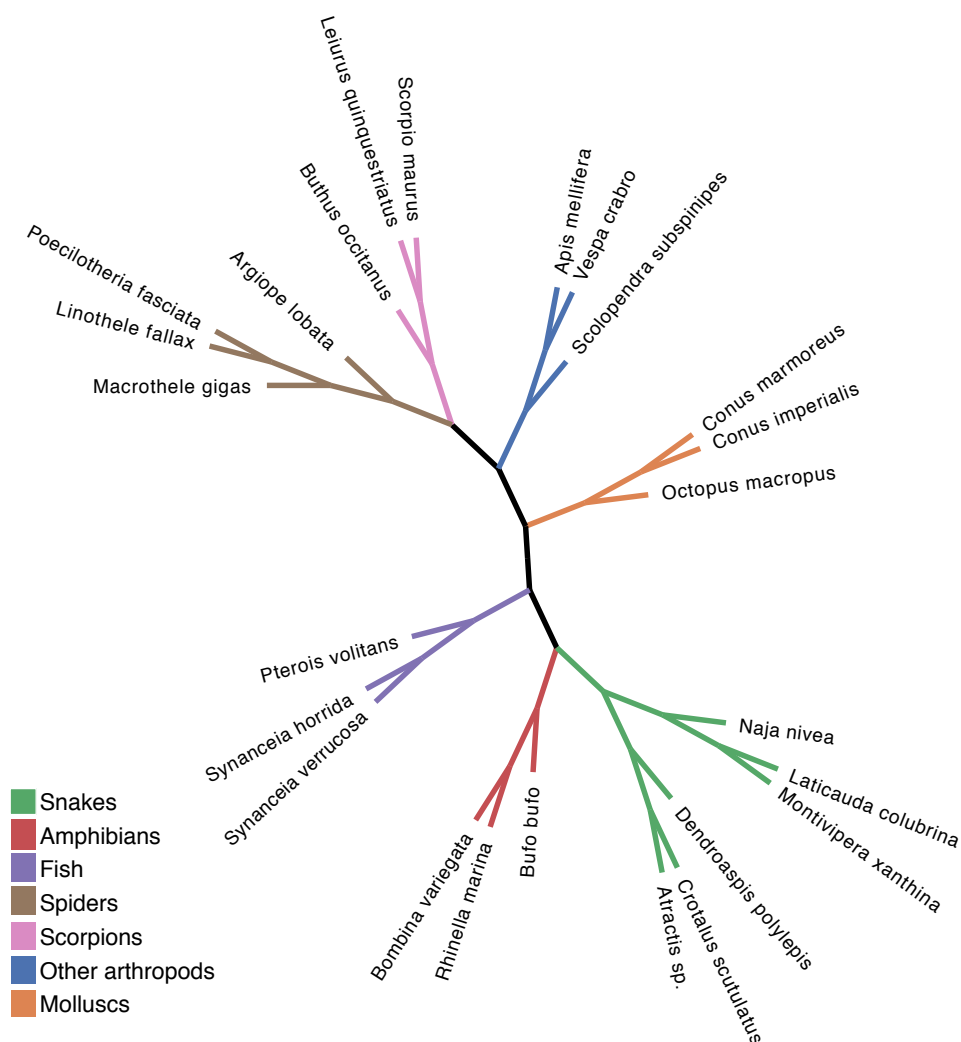 Leiurus quinquestriatus
Scorpio maurus
Buthus occitanus
Apis mellifera
Vespa crabro
Scolopendra subspinipes
Poecilotheria fasciata
Linothele fallax
Argiope lobata
Macrothele gigas
Conus marmoreus
Conus imperialis
Octopus macropus
Pterois volitans
Synanceia horrida
Synanceia verrucosa
Naja nivea
Laticauda colubrina
Montivipera xanthina
Dendroaspis polylepis
Crotalus scutulatus
Atractis sp.
Bufo bufo
Rhinella marina
Bombina variegata
Snakes
Amphibians
Fish
Spiders
Scorpions
Other arthropods
Molluscs